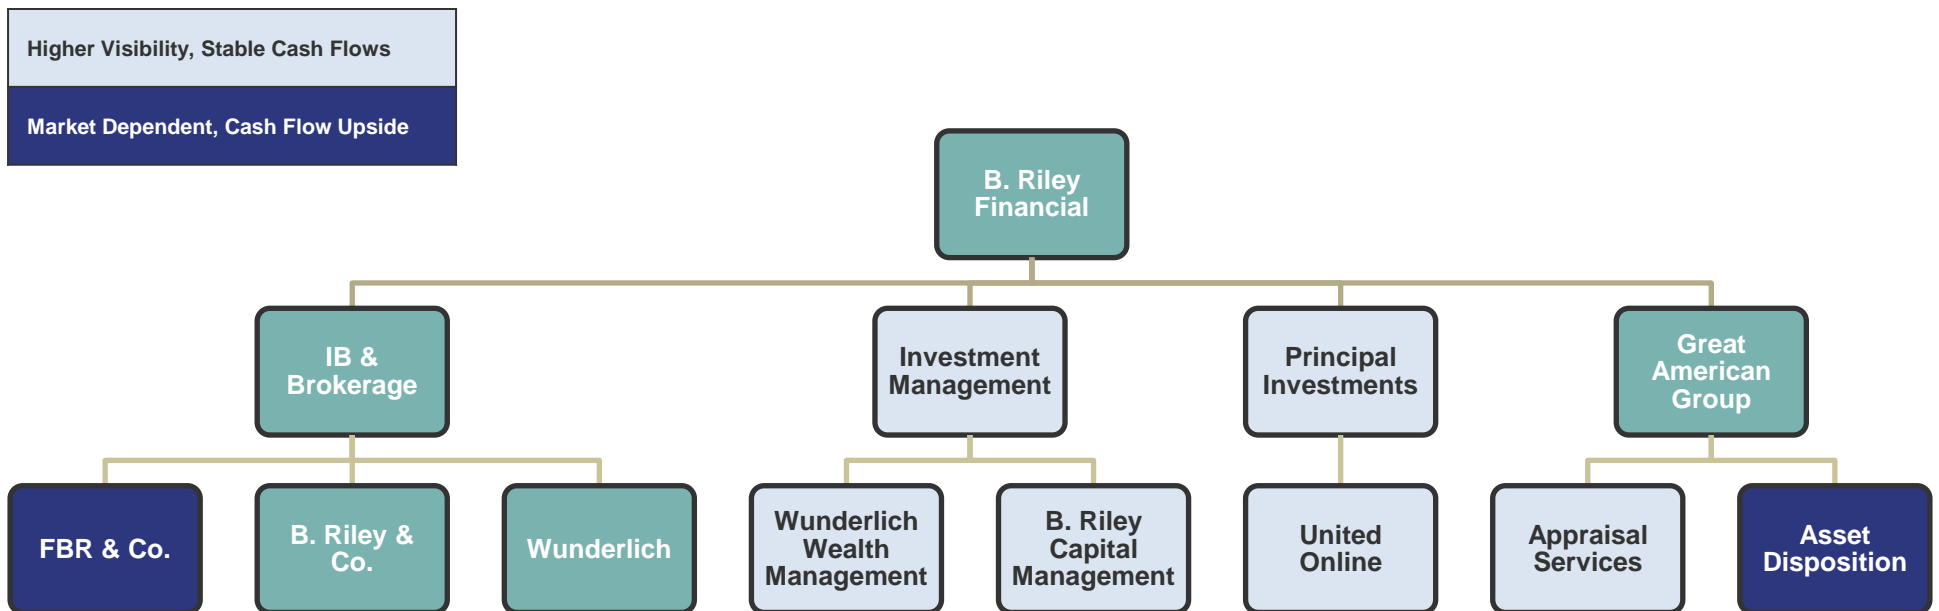 Higher Visibility, Stable Cash Flows
Market Dependent, Cash Flow Upside
B. Riley
Financial
IB &
Brokerage
Investment
Management
Principal
Investments
Great
American
Group
FBR & Co.
B. Riley &
Co.
Wunderlich
Wunderlich
Wealth
Management
B. Riley
Capital
Management
United
Online
Appraisal
Services
Asset
Disposition